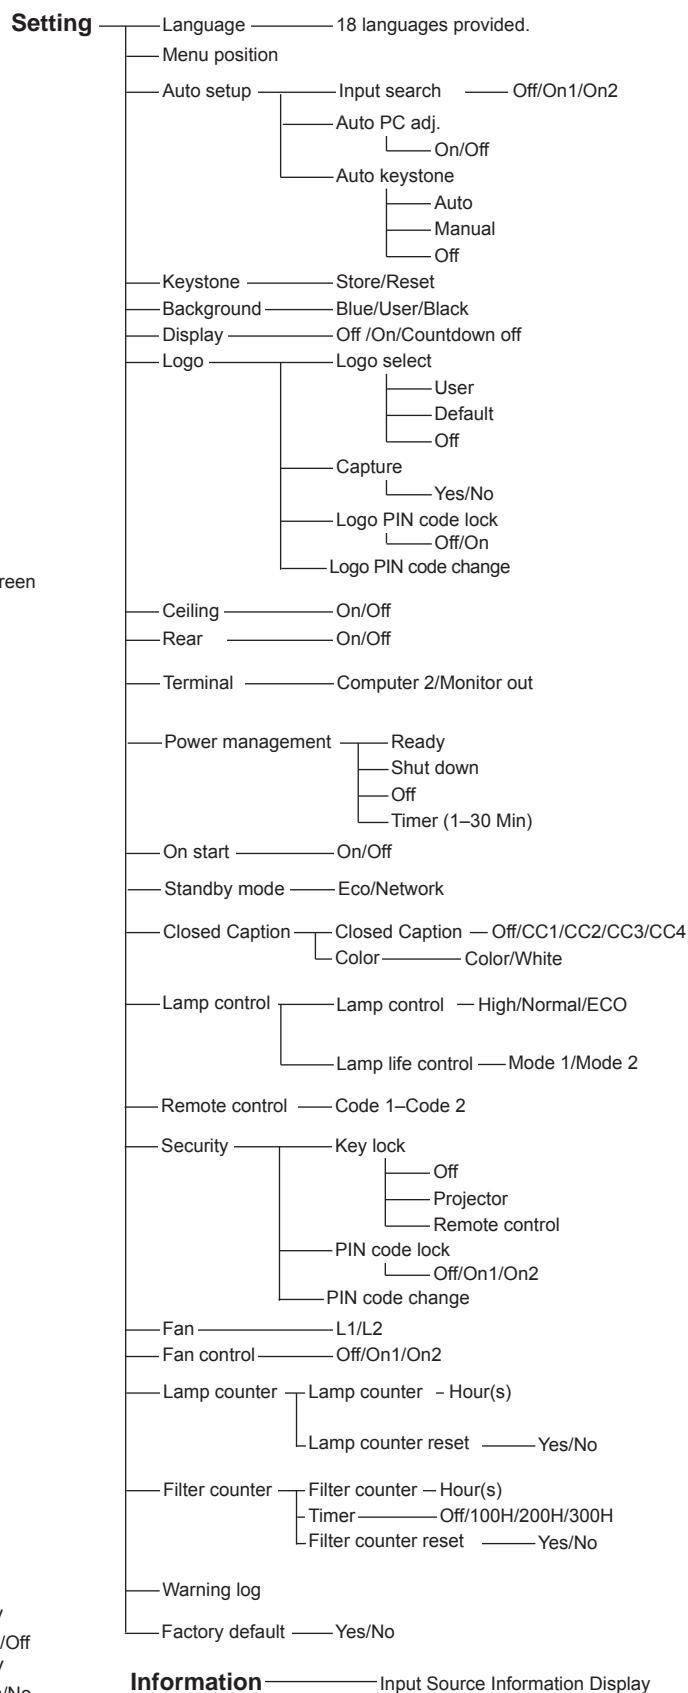 Setting Language 18 languages provided.
Menu position
Auto setup Input search Off/On1/On2
Auto PC adj.
On/Off
Auto keystone
Auto
Manual
Off
Keystone Store/Reset
Background Blue/User/Black
Display Off /On/Countdown off
Logo Logo select
User
Default
Off
Capture
Yes/No
Logo PIN code lock
Off/On
Logo PIN code change
reen
Ceiling On/Off
Rear On/Off
Terminal Computer 2/Monitor out
Power management Ready
Shut down
Off
Timer (1–30 Min)
On start On/Off
Standby mode Eco/Network
Closed Caption Closed Caption Off/CC1/CC2/CC3/CC4
Color Color/White
Lamp control Lamp control High/Normal/ECO
Lamp life control Mode 1/Mode 2
Remote control Code 1–Code 2
Security Key lock
Off
Projector
Remote control
PIN code lock
Off/On1/On2
PIN code change
Fan L1/L2
Fan control Off/On1/On2
Lamp counter Lamp counter Hour(s)
Lamp counter reset Yes/No
Filter counter Filter counter Hour(s)
Timer Off/100H/200H/300H
Filter counter reset Yes/No
Warning log
Factory default Yes/No
/Off
Information Input Source Information Display